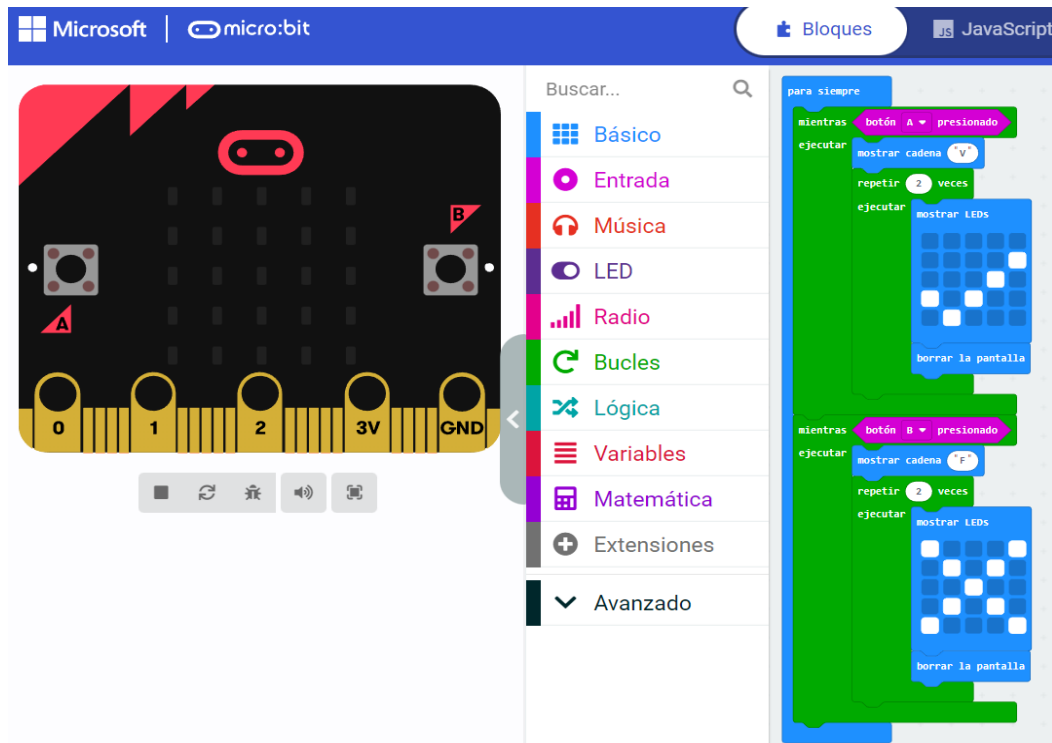 Microsoft micro:bit
Bloques
JS JavaScript
B
A
0 1 2 3V GND
Buscar...
Básico
Entrada
Música
LED
Radio
Bucles
Lógica
Variables
Matemática
Extensiones
Avanzado
para siempre
mientras botón A presionado
ejecutar mostrar cadena "V"
repetir 2 veces
ejecutar mostrar LEDs
borrar la pantalla
mientras botón B presionado
ejecutar mostrar cadena "F"
repetir 2 veces
ejecutar mostrar LEDs
borrar la pantalla